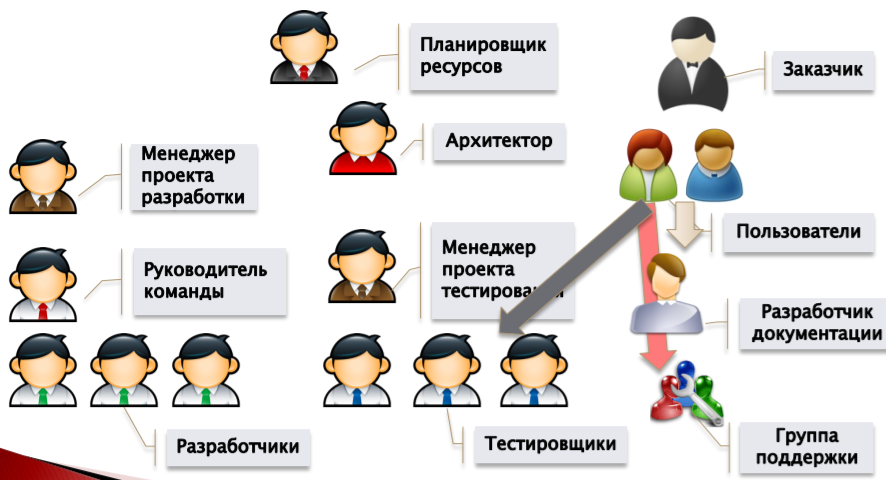 Планировщик
ресурсов
Заказчик
Архитектор
Менеджер
проекта
разработки
Пользователи
Менеджер
проекта
тестирования
Руководитель
команды
Разработчик
документации
Разработчики
Тестировщики
Группа
поддержки